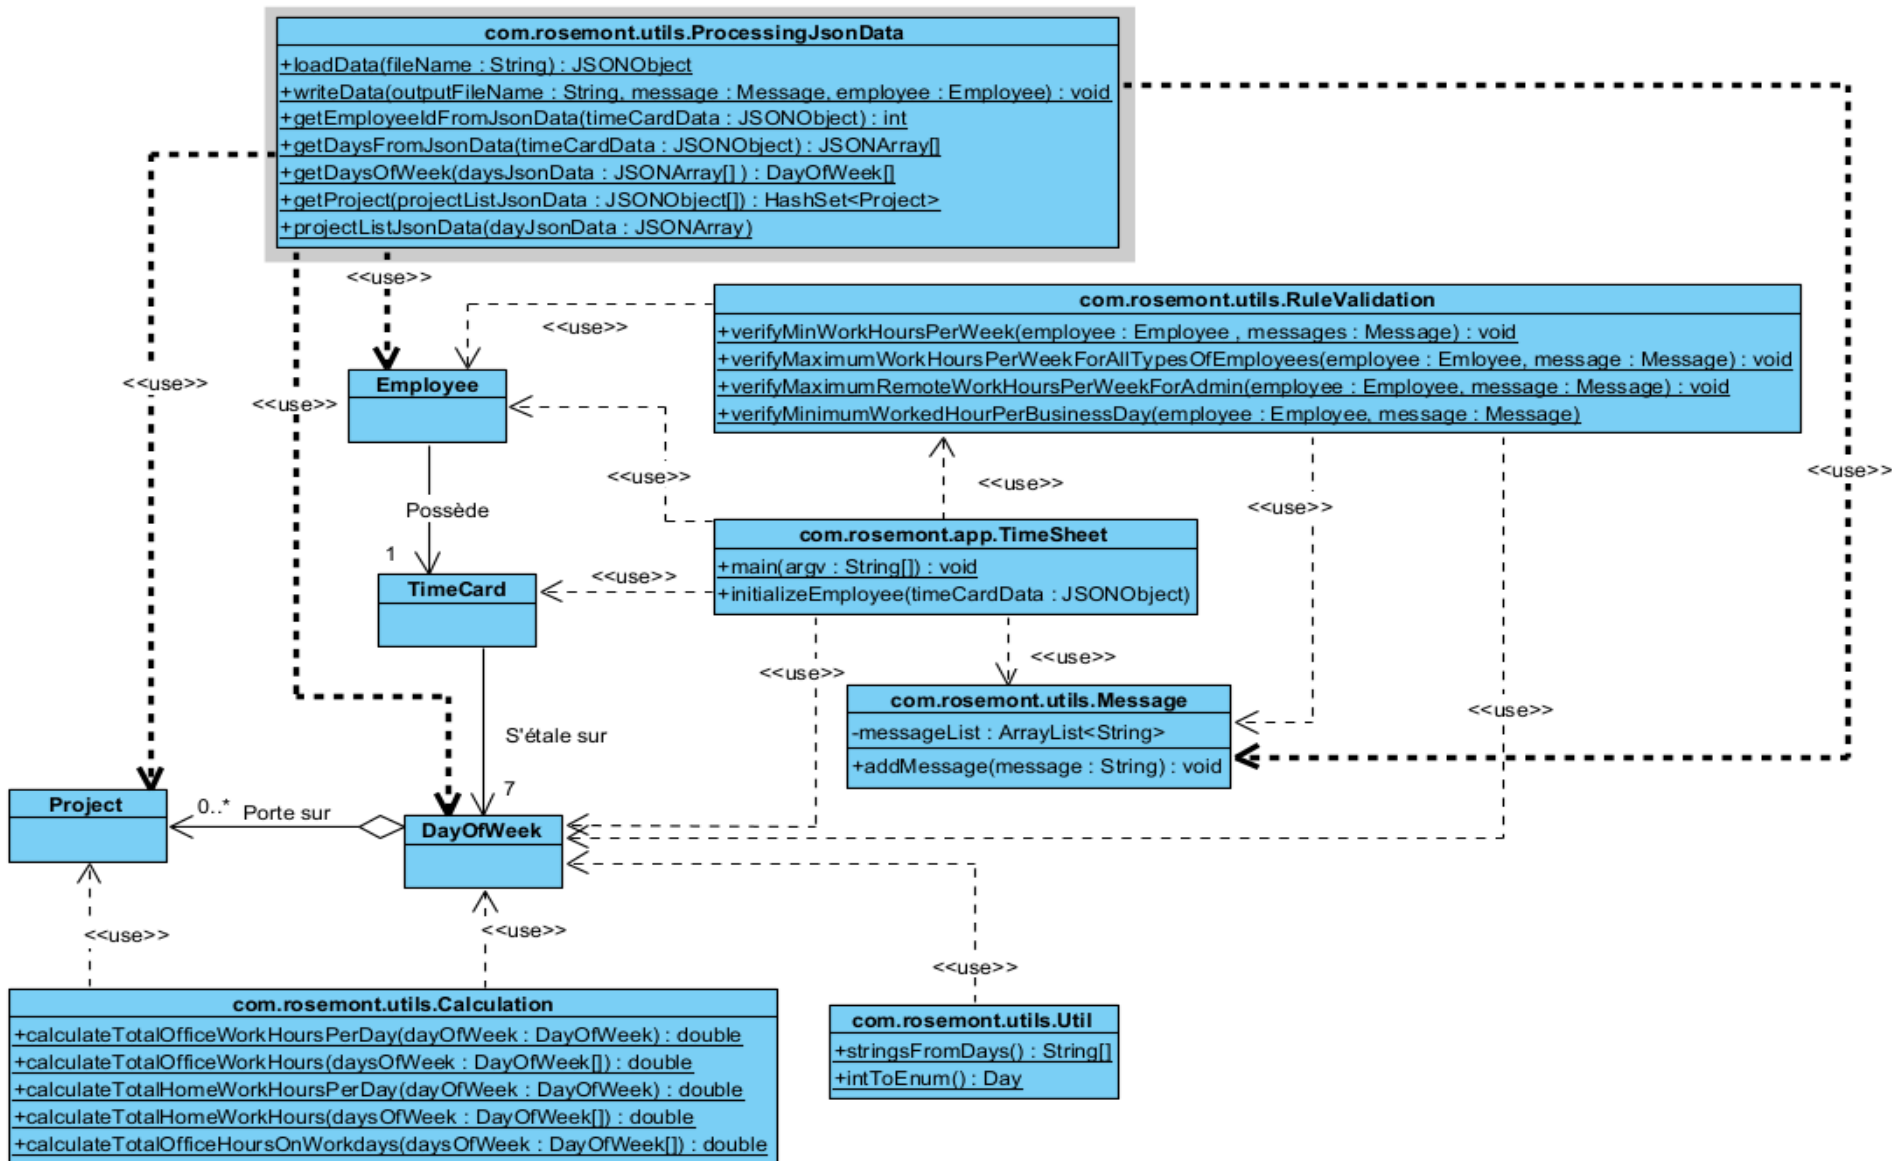 com.rosemont.utils.ProcessingJsonData
+loadData(fileName : String) : JSONObject
+writeData(outputFileName : String, message : Message, employee : Employee) : void
+getEmployeeIdFromJsonData(timeCardData : JSONObject) : int
+getDaysFromJsonData(timeCardData : JSONObject) : JSONArray[]
+getDaysOfWeek(daysJsonData : JSONArray[] ) : DayOfWeek[]
+getProject(projectListJsonData : JSONObject[]) : HashSet<Project>
+projectListJsonData(dayJsonData : JSONArray)
<<use>>
<<use>>
<<use>>
<<use>>
<<use>>
com.rosemont.utils.RuleValidation
+verifyMinWorkHoursPerWeek(employee : Employee , messages : Message) : void
+verifyMaximumWorkHoursPerWeekForAllTypesOfEmployees(employee : Emloyee, message : Message) : void
+verifyMaximumRemoteWorkHoursPerWeekForAdmin(employee : Employee, message : Message) : void
+verifyMinimumWorkedHourPerBusinessDay(employee : Employee, message : Message)
Employee
<<use>>
<<use>>
<<use>>
Possède
1
com.rosemont.app.TimeSheet
+main(argv : String[]) : void
+initializeEmployee(timeCardData : JSONObject)
<<use>>
TimeCard
<<use>>
<<use>>
com.rosemont.utils.Message
-messageList : ArrayList<String>
+addMessage(message : String) : void
<<use>>
S'étale sur
7
Project
0..*
Porte sur
DayOfWeek
<<use>>
<<use>>
<<use>>
com.rosemont.utils.Calculation
+calculateTotalOfficeWorkHoursPerDay(dayOfWeek : DayOfWeek) : double
+calculateTotalOfficeWorkHours(daysOfWeek : DayOfWeek[]) : double
+calculateTotalHomeWorkHoursPerDay(dayOfWeek : DayOfWeek) : double
+calculateTotalHomeWorkHours(daysOfWeek : DayOfWeek[]) : double
+calculateTotalOfficeHoursOnWorkdays(daysOfWeek : DayOfWeek[]) : double
com.rosemont.utils.Util
+stringsFromDays() : String[]
+intToEnum() : Day